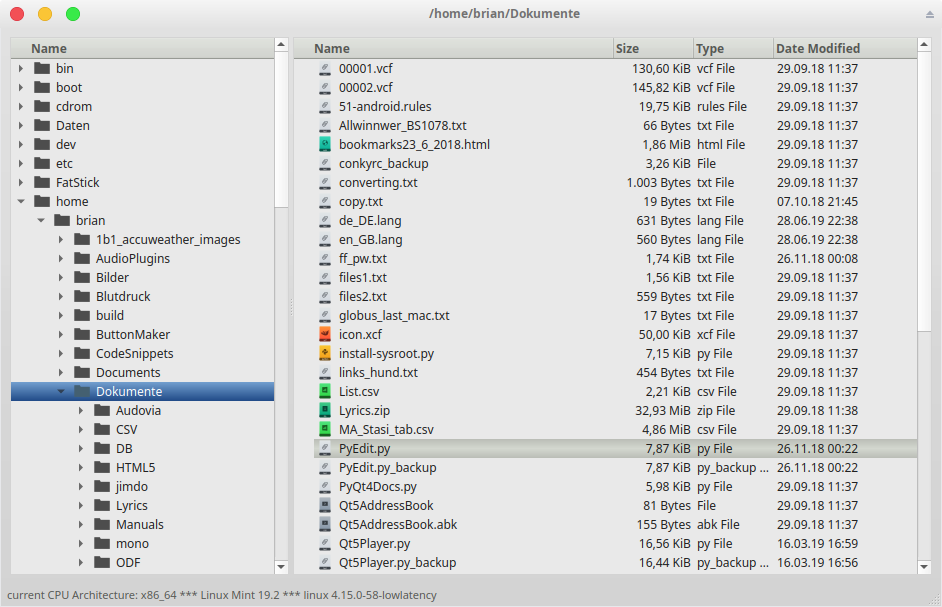 /home/brian/Dokumente
Name
bin
boot
cdrom
Daten
dev
etc
FatStick
home
brian
1b1_accuweather_images
AudioPlugins
Bilder
Blutdruck
build
ButtonMaker
CodeSnippets
Documents
Dokumente
Audovia
CSV
DB
HTML5
jimdo
Lyrics
Manuals
mono
ODF
Name Size Type Date Modified
00001.vcf 130,60 KiB vcf File 29.09.18 11:37
00002.vcf 145,82 KiB vcf File 29.09.18 11:37
51-android.rules 19,75 KiB rules File 29.09.18 11:37
Allwinnwer_BS1078.txt 66 Bytes txt File 29.09.18 11:37
bookmarks23_6_2018.html 1,86 MiB html File 29.09.18 11:37
conkyrc_backup 3,26 KiB File 29.09.18 11:37
converting.txt 1.003 Bytes txt File 29.09.18 11:37
copy.txt 19 Bytes txt File 07.10.18 21:45
de_DE.lang 631 Bytes lang File 28.06.19 22:38
en_GB.lang 560 Bytes lang File 28.06.19 22:38
ff_pw.txt 1,74 KiB txt File 26.11.18 00:08
files1.txt 1,56 KiB txt File 29.09.18 11:37
files2.txt 559 Bytes txt File 29.09.18 11:37
globus_last_mac.txt 17 Bytes txt File 29.09.18 11:37
icon.xcf 50,00 KiB xcf File 29.09.18 11:37
install-sysroot.py 7,15 KiB py File 29.09.18 11:37
links_hund.txt 454 Bytes txt File 29.09.18 11:37
List.csv 2,21 KiB csv File 29.09.18 11:37
Lyrics.zip 32,93 MiB zip File 29.09.18 11:38
MA_Stasi_tab.csv 4,86 MiB csv File 29.09.18 11:37
PyEdit.py 7,87 KiB py File 26.11.18 00:22
PyEdit.py_backup 7,87 KiB py_backup ... 26.11.18 00:22
PyQt4Docs.py 5,98 KiB py File 29.09.18 11:37
Qt5AddressBook 81 Bytes File 29.09.18 11:37
Qt5AddressBook.abk 155 Bytes abk File 29.09.18 11:37
Qt5Player.py 16,56 KiB py File 16.03.19 16:59
Qt5Player.py_backup 16,44 KiB py_backup ... 16.03.19 16:56
current CPU Architecture: x86_64 *** Linux Mint 19.2 *** linux 4.15.0-58-lowlatency